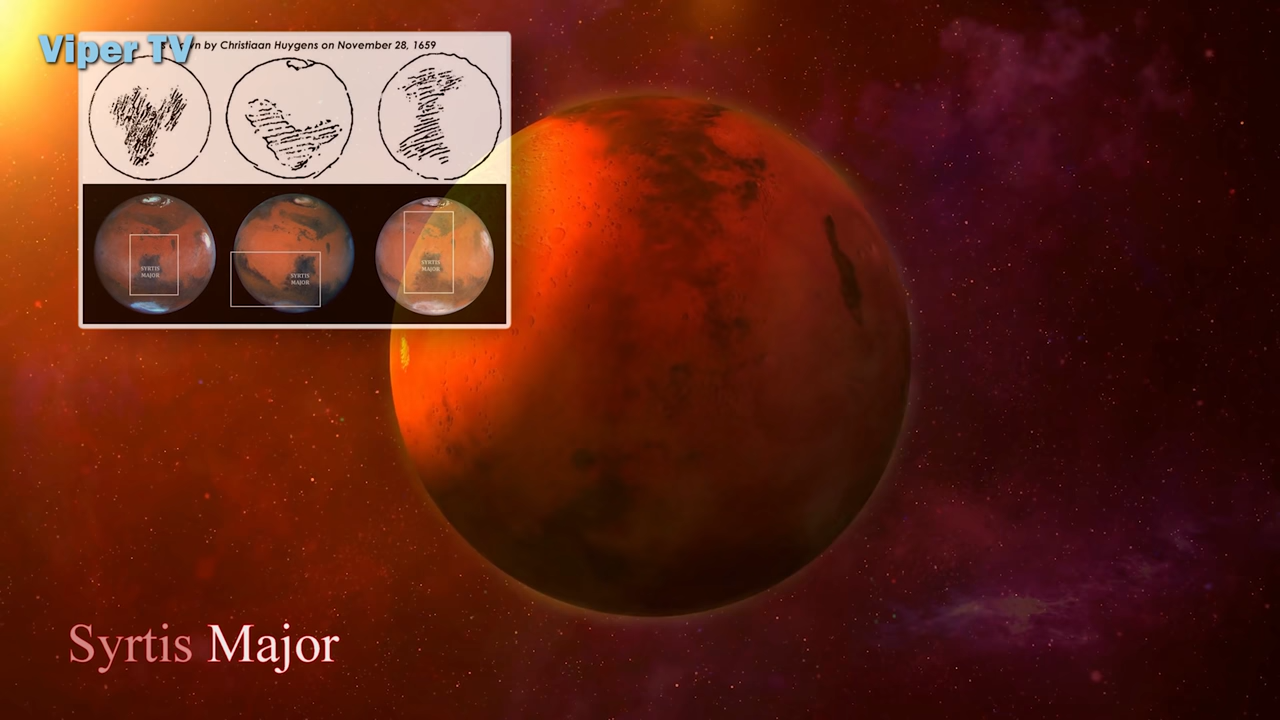 Viper TV
by Christiaan Huygens on November 28, 1659
SYRTIS
MAJOR
SYRTIS
MAJOR
SYRTIS
MAJOR
Syrtis Major